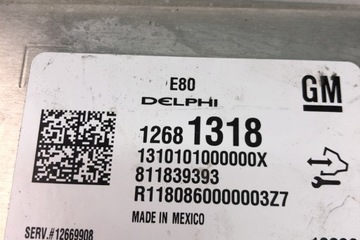 E80
DELPHI
GM
1268 1318
1310101000000X
811839393
R1180860000003Z7
MADE IN MEXICO
SERV.#12669908